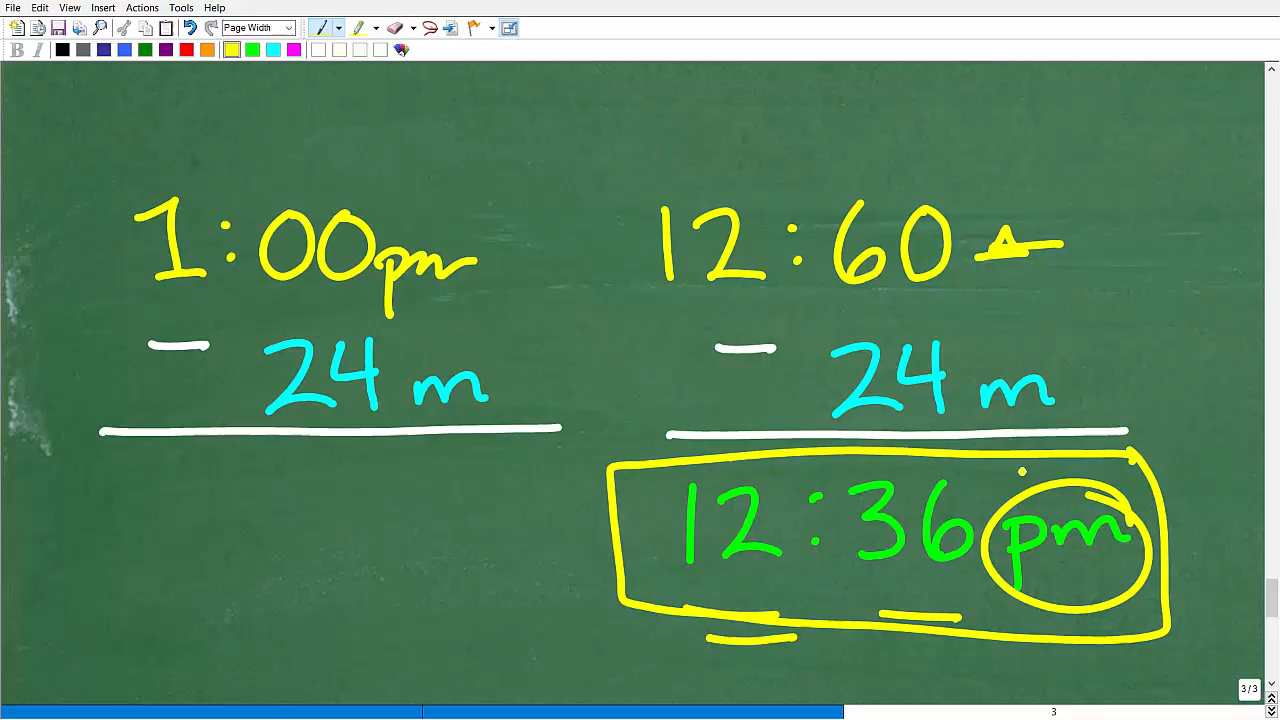 File Edit View Insert Actions Tools Help
Page Width
B I
1:00pm 12:60
- 24 m - 24 m
12:36 pm
3/3
3